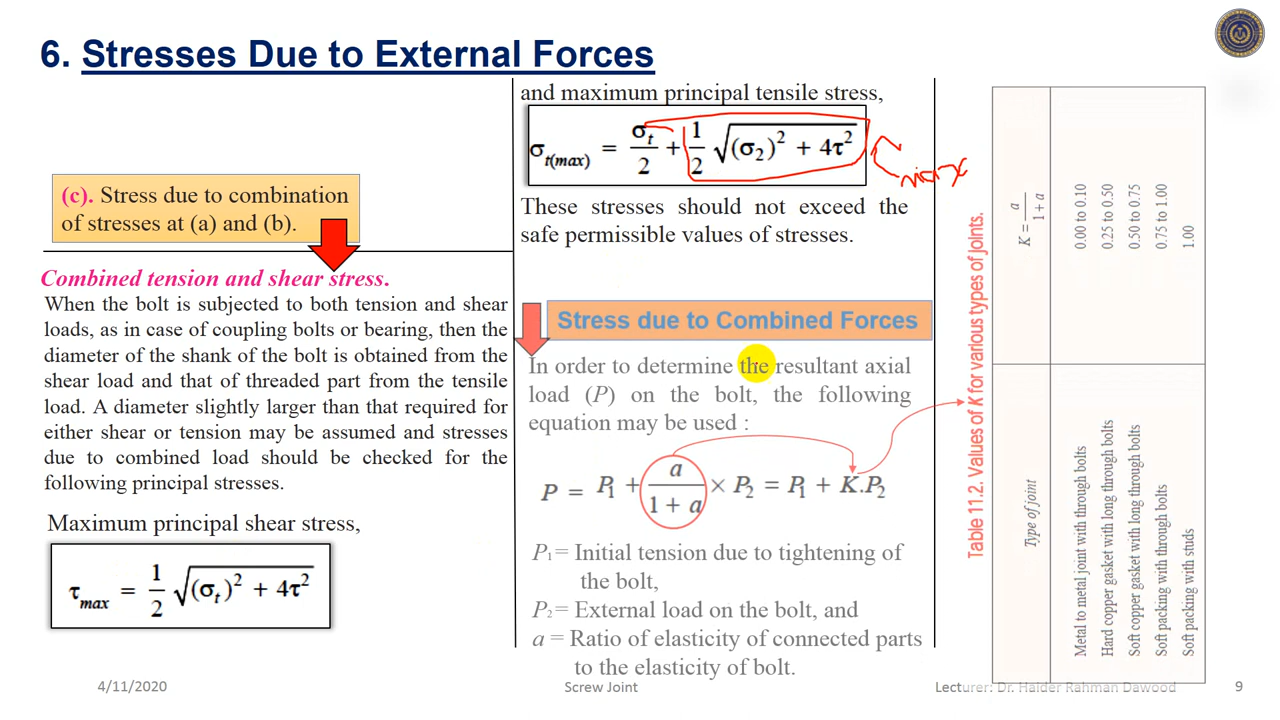 6. Stresses Due to External Forces
(c). Stress due to combination
of stresses at (a) and (b).
Combined tension and shear stress.
When the bolt is subjected to both tension and shear
loads, as in case of coupling bolts or bearing, then the
diameter of the shank of the bolt is obtained from the
shear load and that of threaded part from the tensile
load. A diameter slightly larger than that required for
either shear or tension may be assumed and stresses
due to combined load should be checked for the
following principal stresses.
Maximum principal shear stress,
τmax = 1/2 √(σt)² + 4τ²
and maximum principal tensile stress,
σt(max) = σt/2 + 1/2 √(σ2)² + 4τ²
These stresses should not exceed the
safe permissible values of stresses.
Stress due to Combined Forces
In order to determine the resultant axial
load (P) on the bolt, the following
equation may be used :
P = P1 + a/1 + a × P2 = P1 + K.P2
P1= Initial tension due to tightening of
the bolt,
P2= External load on the bolt, and
a = Ratio of elasticity of connected parts
to the elasticity of bolt.
Table 11.2. Values of K for various types of joints.
Type of joint K = a/1 + a
Metal to metal joint with through bolts 0.00 to 0.10
Hard copper gasket with long through bolts 0.25 to 0.50
Soft copper gasket with long through bolts 0.50 to 0.75
Soft packing with through bolts 0.75 to 1.00
Soft packing with studs 1.00
4/11/2020
Screw Joint
Lecturer: Dr. Haider Rahman Dawood
9